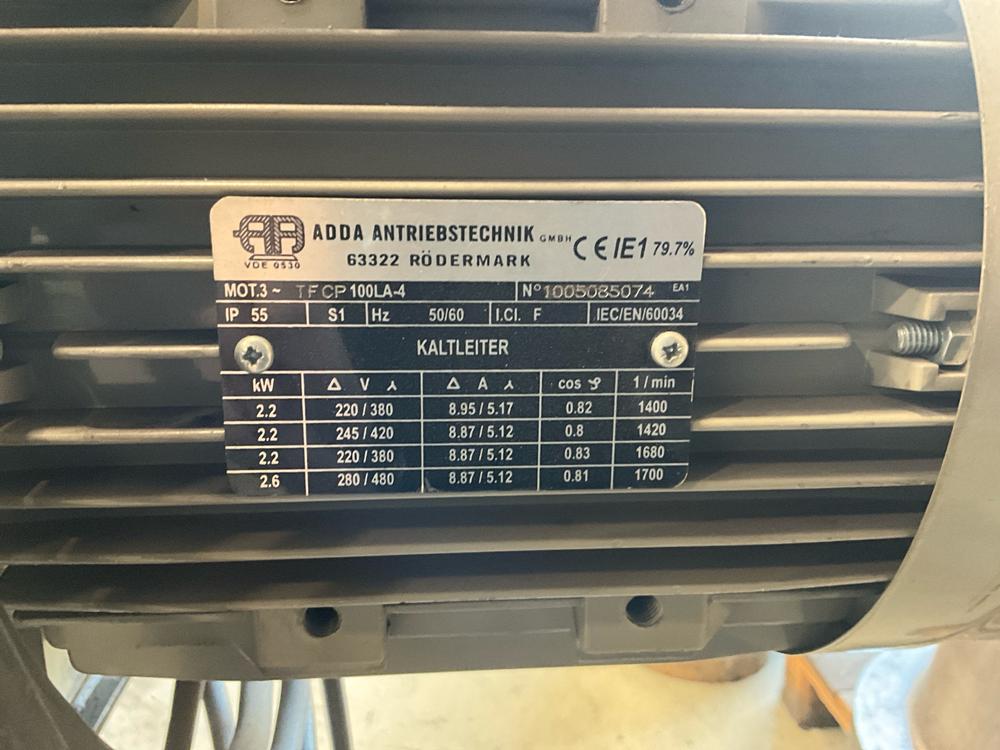 ADDA ANTRIEBSTECHNIK GMBH CE IE1 79.7%
VDE 0530 63322 RÖDERMARK
MOT.3 ~ TFCP 100LA-4 N° 1005085074 EA1
IP 55 S1 Hz 50/60 I.CI. F IEC/EN/60034
KALTLEITER
kW Δ V ⅄ Δ A ⅄ cos φ 1/min
2.2 220 / 380 8.95 / 5.17 0.82 1400
2.2 245 / 420 8.87 / 5.12 0.8 1420
2.2 220 / 380 8.87 / 5.12 0.83 1680
2.6 280 / 480 8.87 / 5.12 0.81 1700